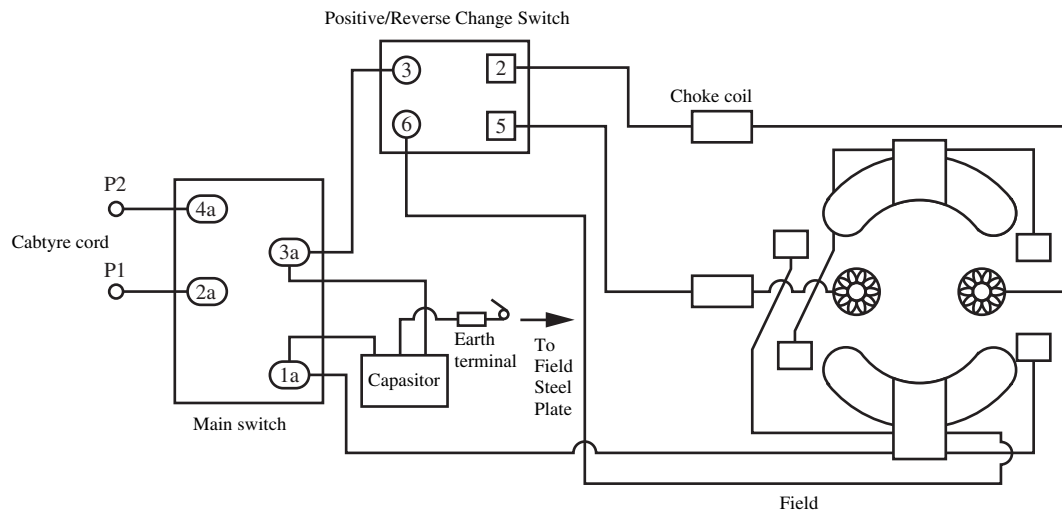 Positive/Reverse Change Switch
3
2
6
5
Choke coil
P2
4a
Cabtyre cord
3a
P1
2a
Earth
terminal
To
Field
Steel
Plate
1a
Capasitor
Main switch
Field